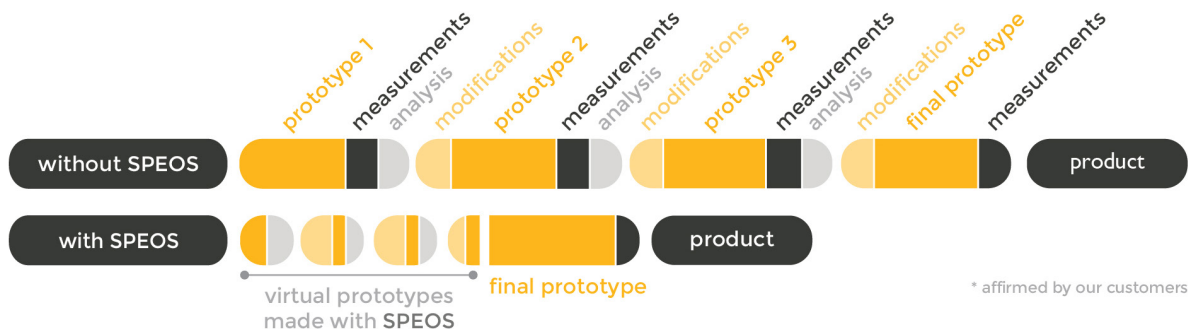 prototype 1
measurements
analysis
modifications
prototype 2
measurements
analysis
modifications
prototype 3
measurements
analysis
modifications
final prototype
measurements
without SPEOS
product
with SPEOS
product
final prototype
virtual prototypes
made with SPEOS
* affirmed by our customers